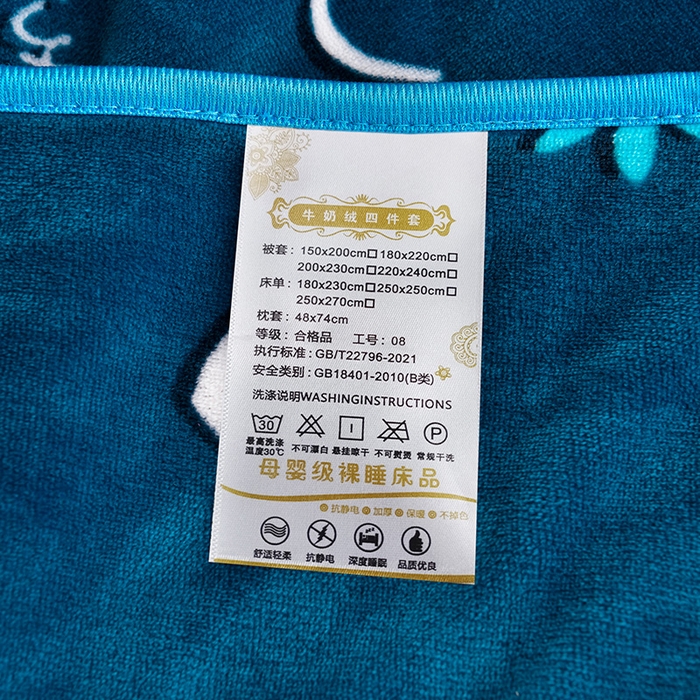 牛奶绒四件套
被套：150x200cm□ 180x220cm□
200x230cm□220x240cm□
床单：180x230cm□250x250cm□
250x270cm□
枕套：48x74cm
等级：合格品 工号：08
执行标准：GB/T22796-2021
安全类别：GB18401-2010(B类)
洗涤说明WASHINGINSTRUCTIONS
30 P
最高洗涤 不可漂白 悬挂晾干 不可熨烫 常规干洗
温度30℃
母婴级裸睡床品
抗静电 加厚 保暖 不掉色
舒适轻柔 抗静电 深度睡眠 品质优良